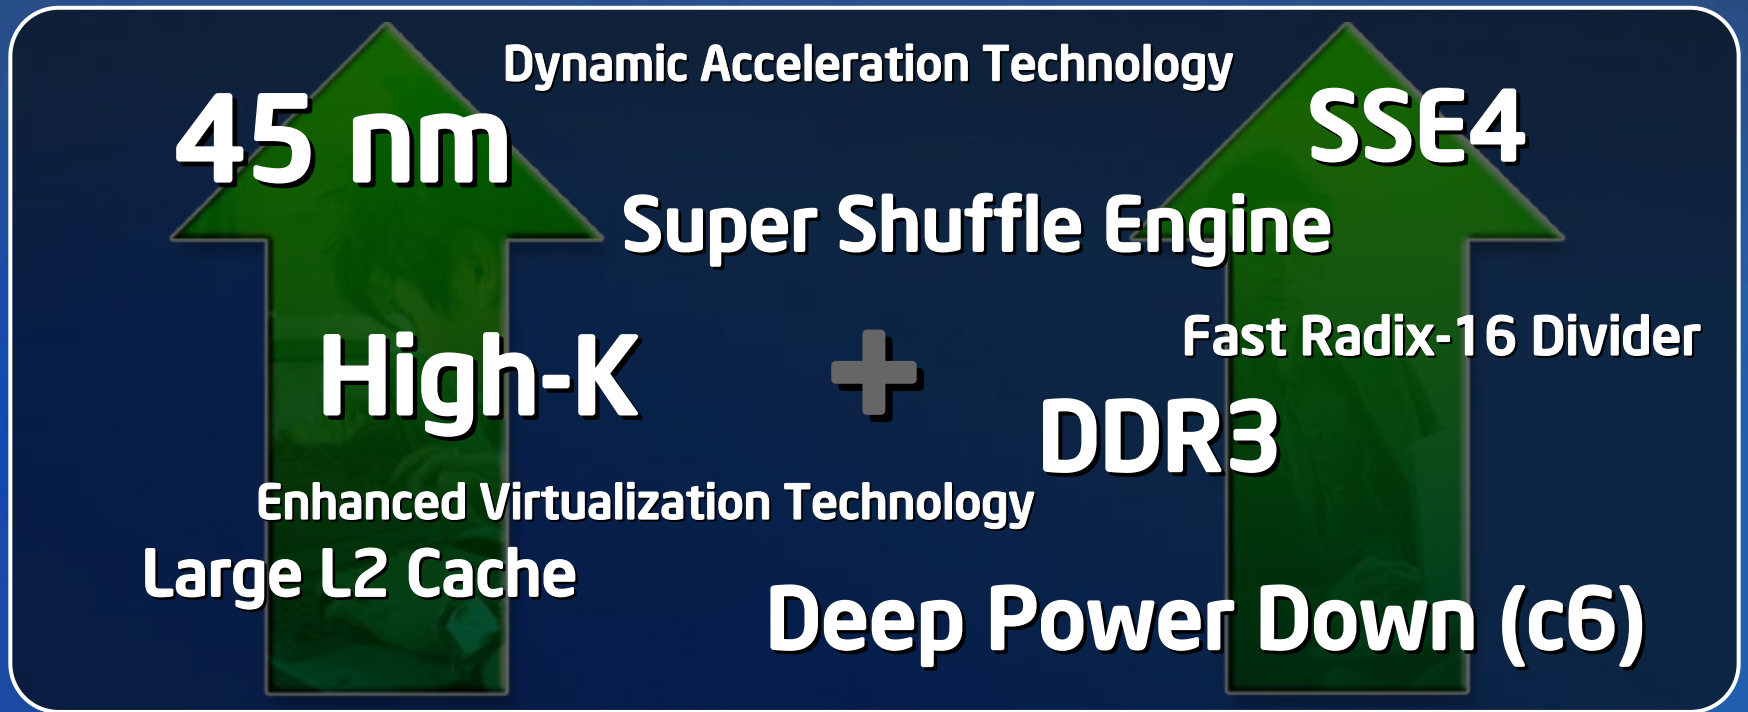 Dynamic Acceleration Technology
45 nm
SSE4
Super Shuffle Engine
Fast Radix-16 Divider
High-K
+
DDR3
Enhanced Virtualization Technology
Large L2 Cache
Deep Power Down (c6)